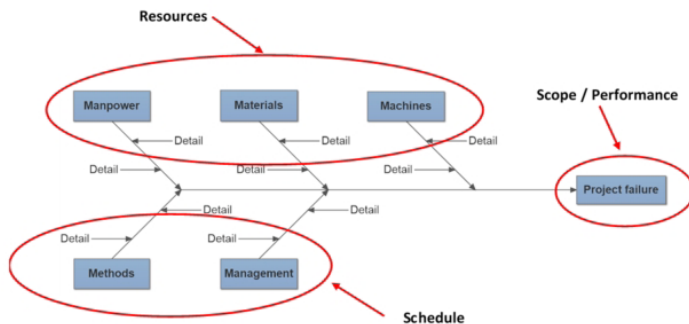 Resources
Scope / Performance
Manpower
Materials
Machines
Detail
Detail
Detail
Detail
Detail
Detail
Project failure
Detail
Detail
Detail
Detail
Methods
Management
Schedule